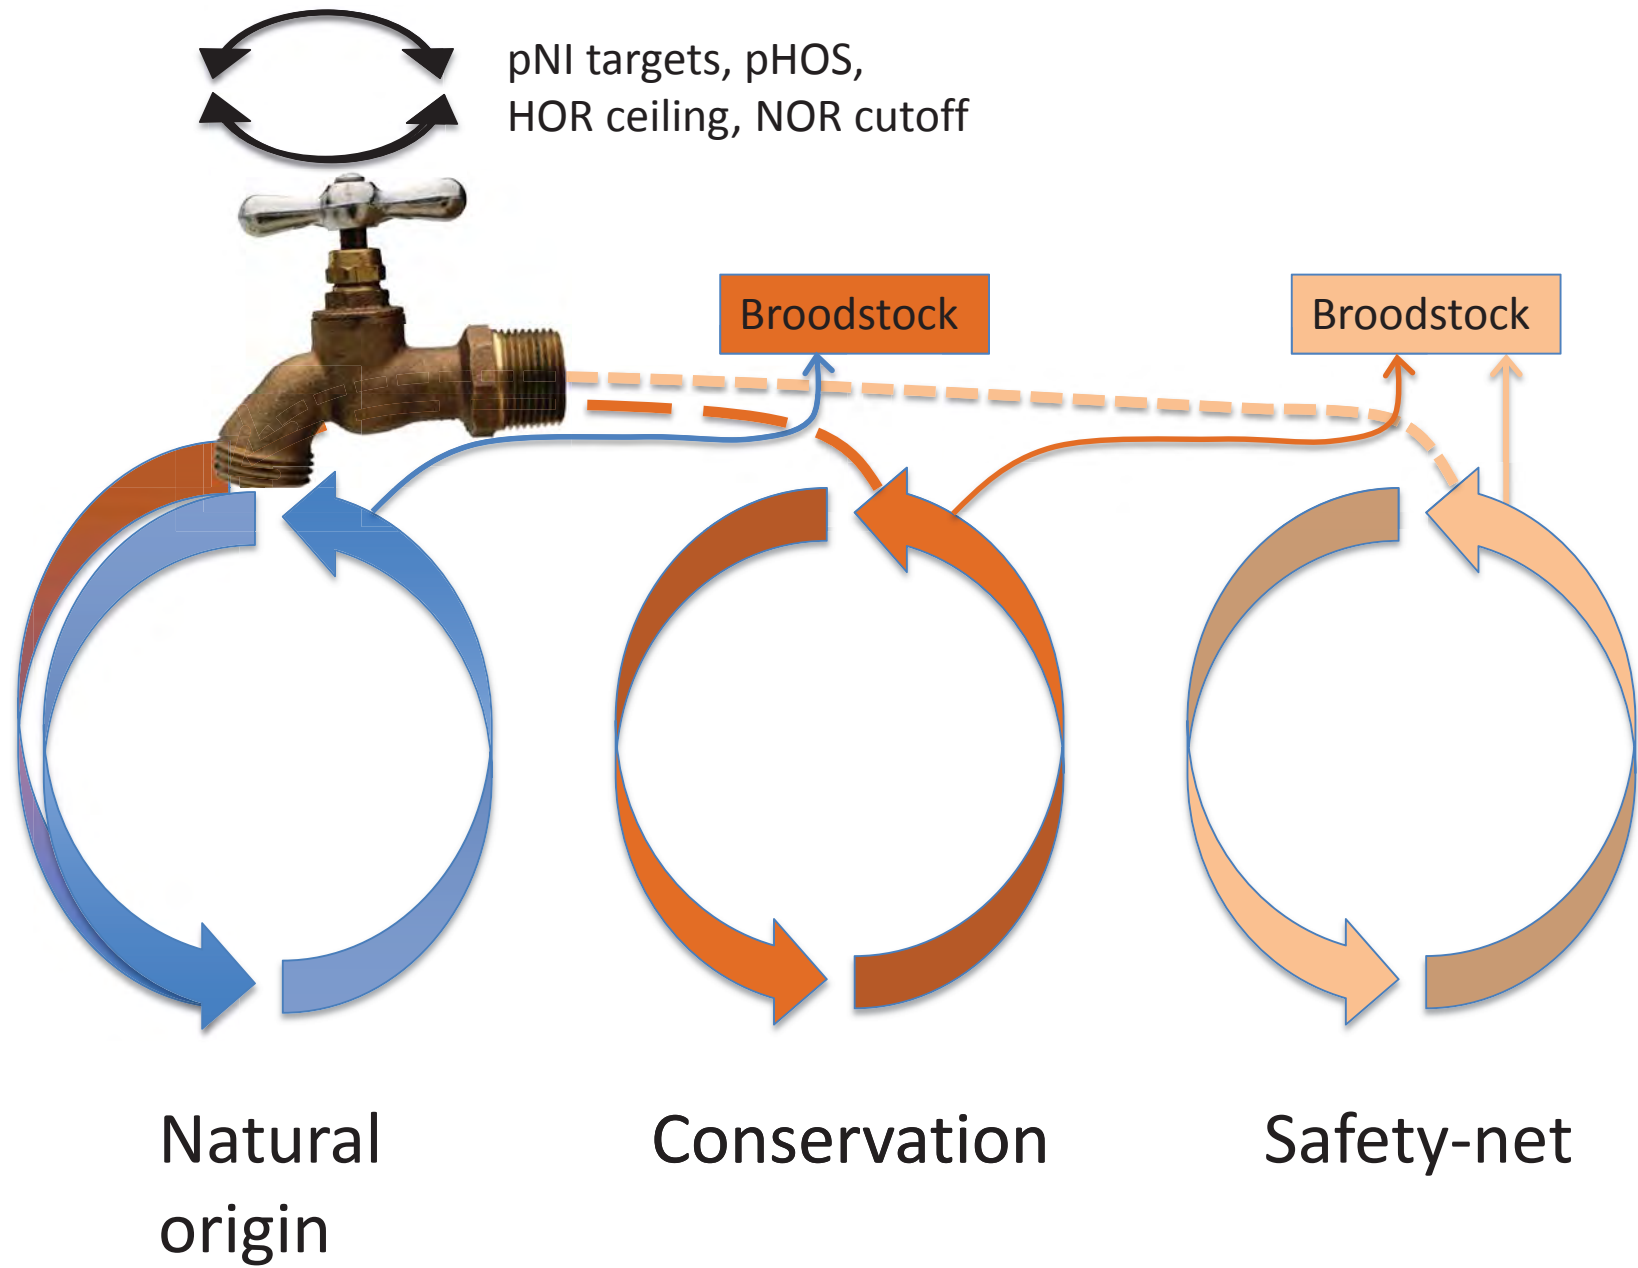 pNI targets, pHOS,
HOR ceiling, NOR cutoff
Broodstock
Broodstock
Natural
origin
Conservation
Safety-net